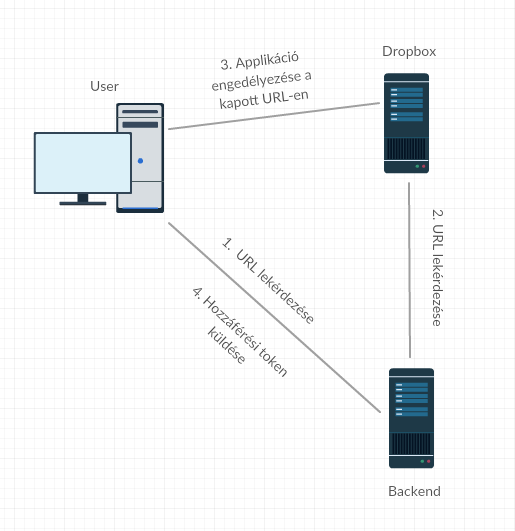 Dropbox
User
3. Applikáció
engedélyezése a
kapott URL-en
1. URL lekérdezése
2. URL lekérdezése
4. Hozzáférési token
küldése
Backend